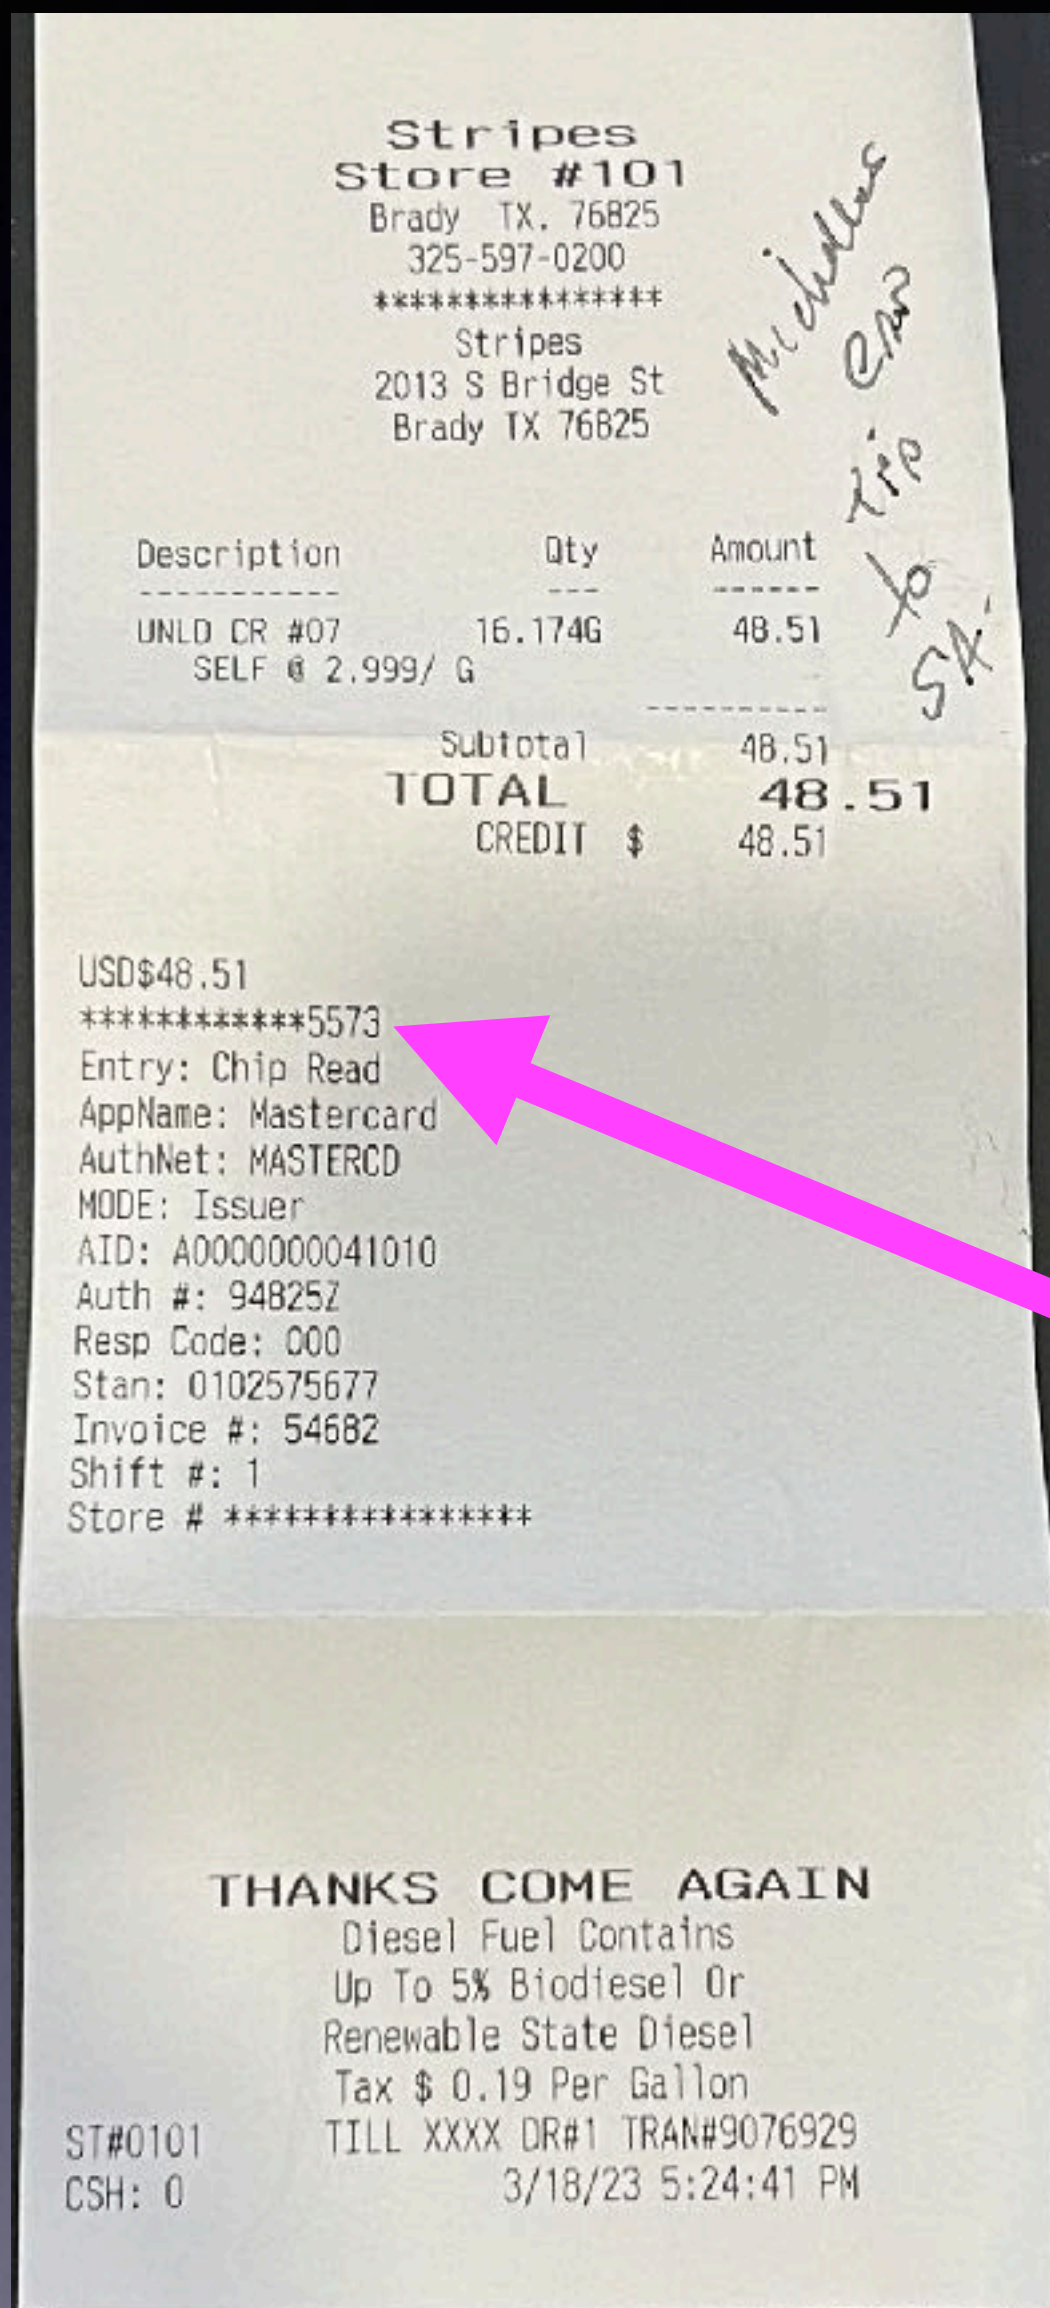 Stripes
Store #101
Brady TX. 76825
325-597-0200
****************
Stripes
2013 S Bridge St
Brady TX 76825
Description Qty Amount
----------- --- ------
UNLD CR #07 16.174G 48.51
SELF @ 2.999/ G
----------
Subtotal 48.51
TOTAL 48.51
CREDIT $ 48.51
USD$48.51
************5573
Entry: Chip Read
AppName: Mastercard
AuthNet: MASTERCD
MODE: Issuer
AID: A0000000041010
Auth #: 94825Z
Resp Code: 000
Stan: 0102575677
Invoice #: 54682
Shift #: 1
Store # ****************
THANKS COME AGAIN
Diesel Fuel Contains
Up To 5% Biodiesel Or
Renewable State Diesel
Tax $ 0.19 Per Gallon
ST#0101 TILL XXXX DR#1 TRAN#9076929
CSH: 0 3/18/23 5:24:41 PM
trip
to
SA.